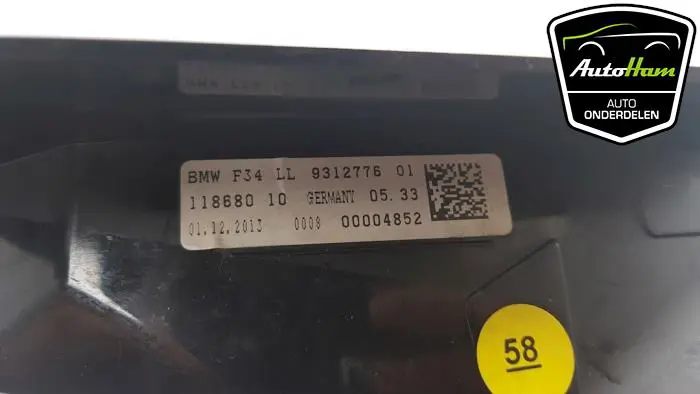 AutoHam
AUTO
ONDERDELEN
BMW F34 LL 9312776 01
118680 10 GERMANY 05.33
01.12.2013 0008 00004852
58